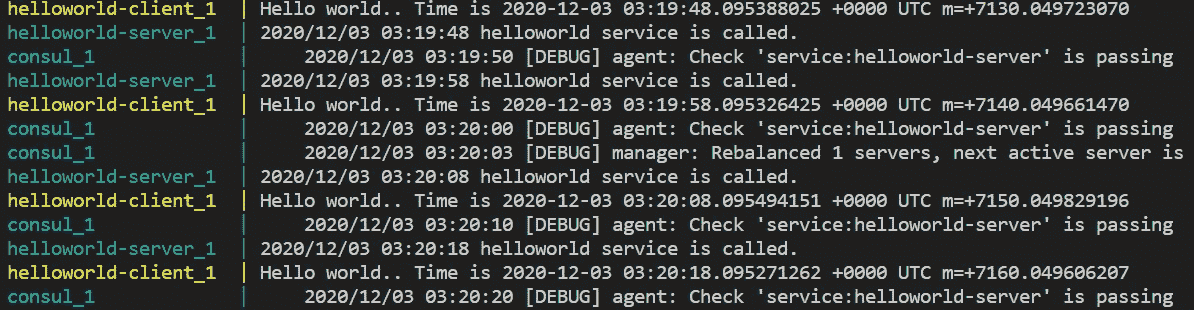 helloworld-client_1 | Hello world.. Time is 2020-12-03 03:19:48.095388025 +0000 UTC m=+7130.049723070
helloworld-server_1 | 2020/12/03 03:19:48 helloworld service is called.
consul_1 | 2020/12/03 03:19:50 [DEBUG] agent: Check 'service:helloworld-server' is passing
helloworld-server_1 | 2020/12/03 03:19:58 helloworld service is called.
helloworld-client_1 | Hello world.. Time is 2020-12-03 03:19:58.095326425 +0000 UTC m=+7140.049661470
consul_1 | 2020/12/03 03:20:00 [DEBUG] agent: Check 'service:helloworld-server' is passing
consul_1 | 2020/12/03 03:20:03 [DEBUG] manager: Rebalanced 1 servers, next active server is
helloworld-server_1 | 2020/12/03 03:20:08 helloworld service is called.
helloworld-client_1 | Hello world.. Time is 2020-12-03 03:20:08.095494151 +0000 UTC m=+7150.049829196
consul_1 | 2020/12/03 03:20:10 [DEBUG] agent: Check 'service:helloworld-server' is passing
helloworld-server_1 | 2020/12/03 03:20:18 helloworld service is called.
helloworld-client_1 | Hello world.. Time is 2020-12-03 03:20:18.095271262 +0000 UTC m=+7160.049606207
consul_1 | 2020/12/03 03:20:20 [DEBUG] agent: Check 'service:helloworld-server' is passing